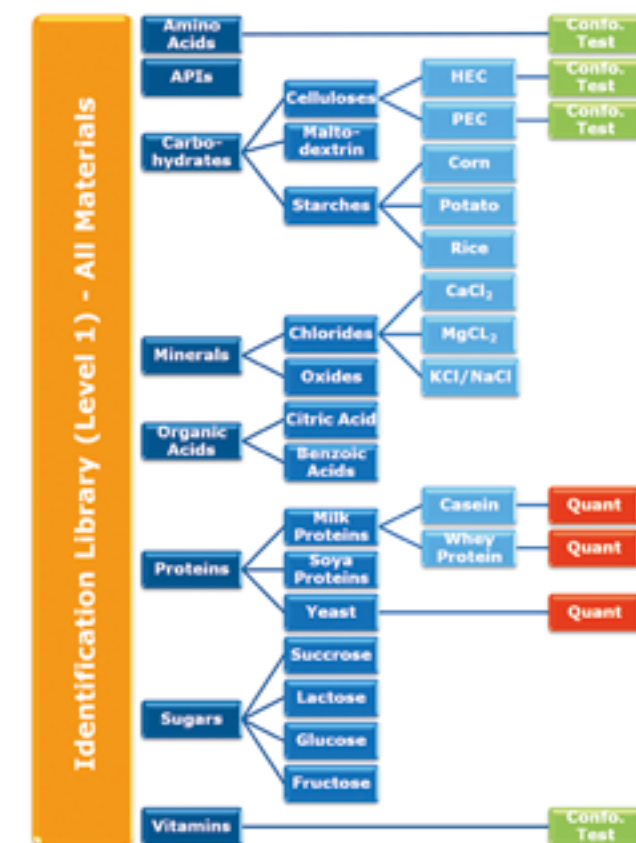 Identification Library (Level 1) - All Materials
Amino
Acids
Confo.
Test
APIs
Carbo-
hydrates
Celluloses
HEC
Confo.
Test
PEC
Confo.
Test
Malto-
dextrin
Starches
Corn
Potato
Rice
Minerals
Chlorides
CaCl₂
MgCL₂
KCl/NaCl
Oxides
Organic
Acids
Citric Acid
Benzoic
Acids
Proteins
Milk
Proteins
Casein
Quant
Whey
Protein
Quant
Soya
Proteins
Yeast
Quant
Sugars
Succrose
Lactose
Glucose
Fructose
Vitamins
Confo.
Test